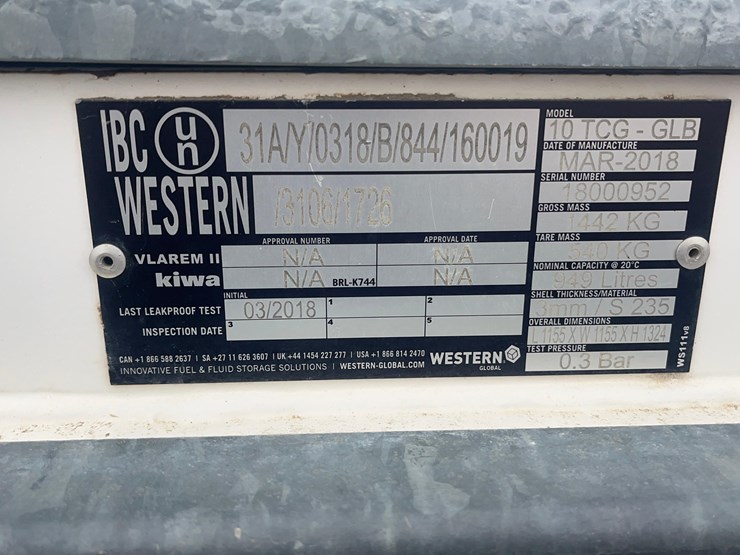 IBC un 31A/Y/0318/B/844/160019
WESTERN /3106/1726 /
APPROVAL NUMBER APPROVAL DATE
VLAREM II N/A N/A
kiwa N/A BRL-K744 N/A
INITIAL 1 2
LAST LEAKPROOF TEST 03/2018
INSPECTION DATE 3 4 5
CAN +1 866 588 2637 | SA +27 11 626 3607 | UK +44 1454 227 277 | USA +1 866 814 2470
INNOVATIVE FUEL & FLUID STORAGE SOLUTIONS | WESTERN-GLOBAL.COM
WESTERN
GLOBAL
MODEL
10 TCG - GLB
DATE OF MANUFACTURE
MAR-2018
SERIAL NUMBER
18000952
GROSS MASS
1442 KG
TARE MASS
KG
NOMINAL CAPACITY @ 20°C
949 Litres
SHELL THICKNESS/MATERIAL
3mm / S 235
OVERALL DIMENSIONS
L 1155 X W 1155 X H 1324
TEST PRESSURE
0.3 Bar
WS111v8